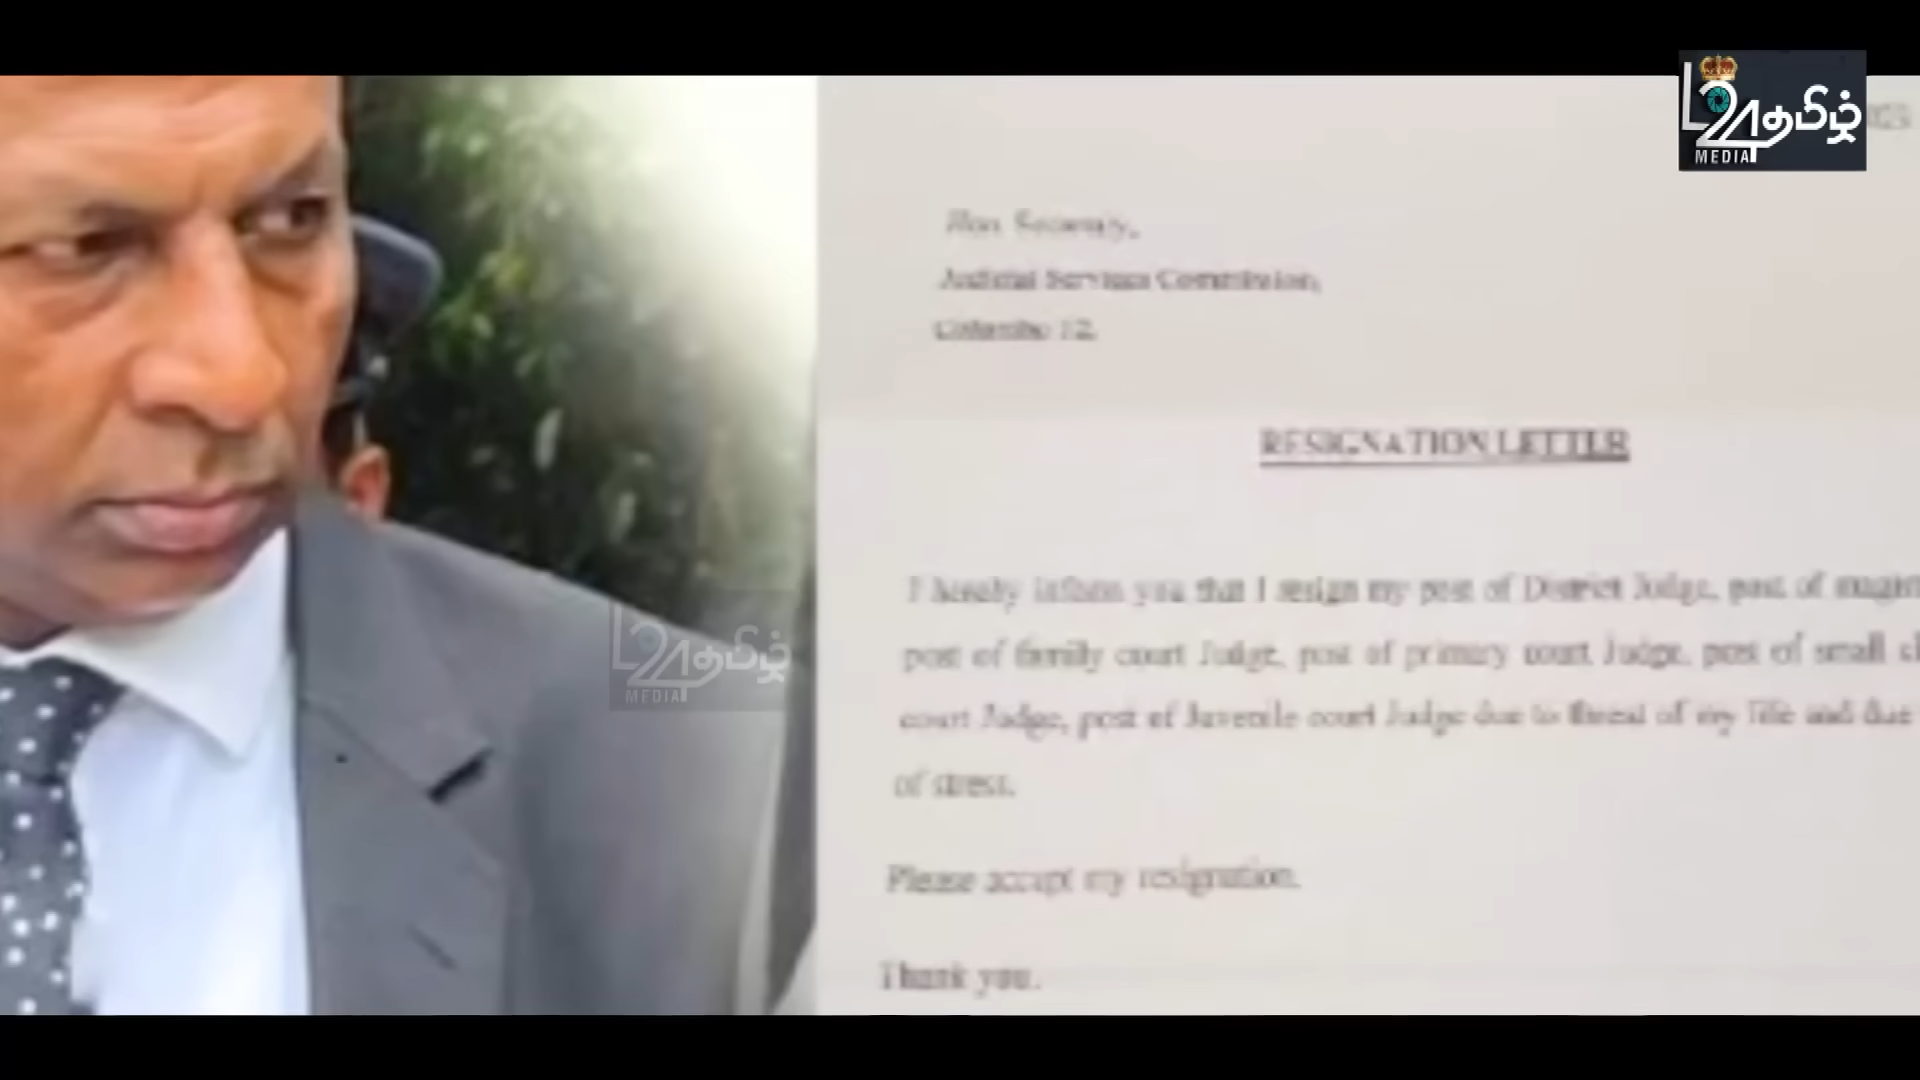 L24தமிழ்
MEDIA
Hon. Secretary,
Judicial Services Commission,
Colombo 12.
RESIGNATION LETTER
I hereby inform you that I resign my post of District Judge, post of
post of family court Judge, post of primary court Judge, post of small
court Judge, post of Juvenile court Judge due to threat of my life and due
of stress.
Please accept my resignation.
Thank you.
L24தமிழ்
MEDIA